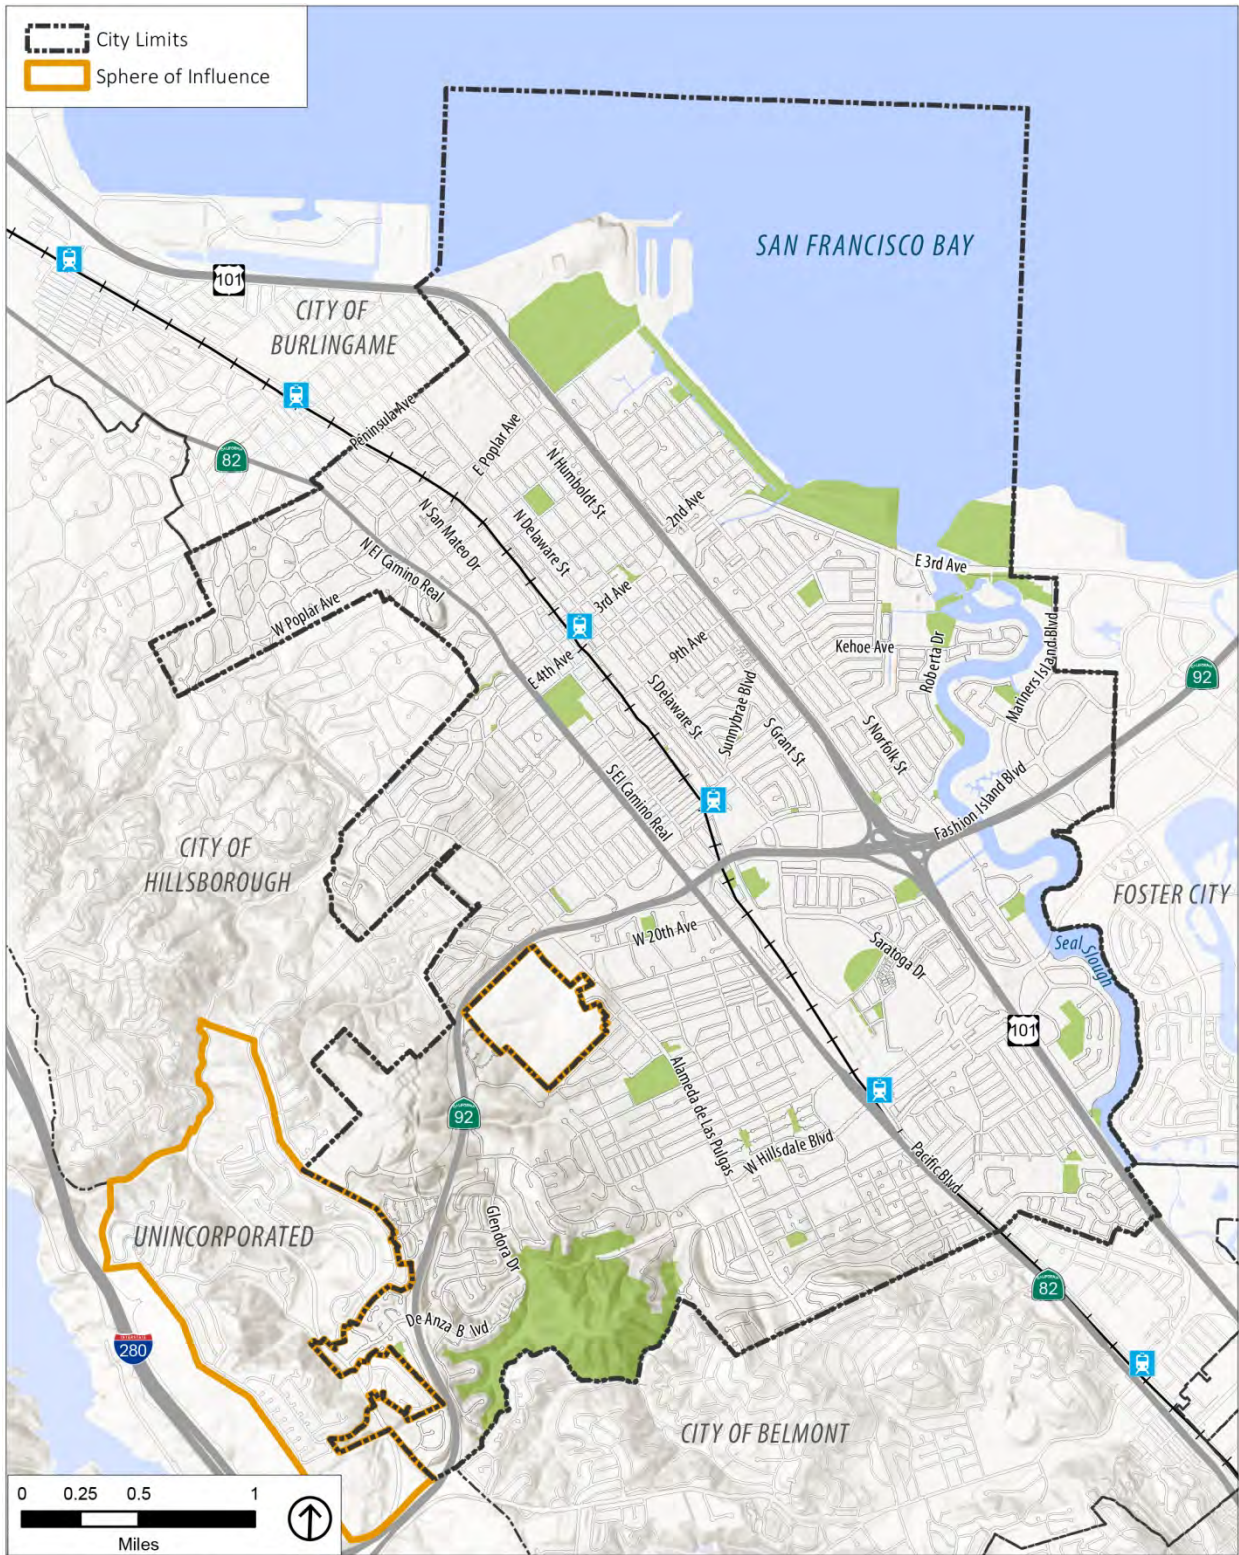 City Limits
Sphere of Influence
SAN FRANCISCO BAY
101
CITY OF
BURLINGAME
Peninsula Ave
E Poplar Ave
82
N Humboldt St
2nd Ave
N San Mateo Dr
N Delaware St
N El Camino Real
E 3rd Ave
3rd Ave
W Poplar Ave
Kehoe Ave
9th Ave
Roberta Dr
Mariners Island Blvd
92
E 4th Ave
S Delaware St
Sunnybrae Blvd
S Grant St
S Norfolk St
S El Camino Real
Fashion Island Blvd
CITY OF
HILLSBOROUGH
FOSTER CITY
W 20th Ave
Saratoga Dr
Seal Slough
101
Alameda de Las Pulgas
92
W Hillsdale Blvd
Pacific Blvd
UNINCORPORATED
Glendora Dr
82
De Anza B lvd
INTERSTATE
280
CITY OF BELMONT
0 0.25 0.5 1
Miles